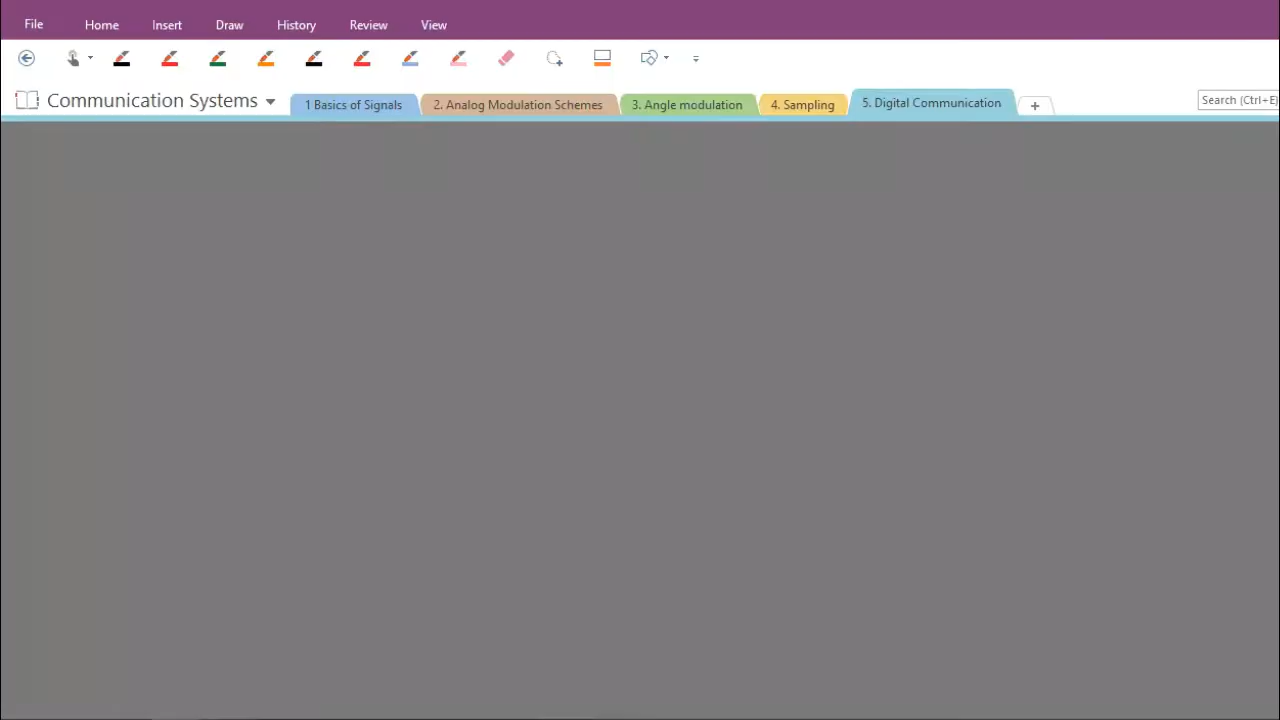 File Home Insert Draw History Review View
Communication Systems 1 Basics of Signals 2. Analog Modulation Schemes 3. Angle modulation 4. Sampling 5. Digital Communication + Search (Ctrl+E)